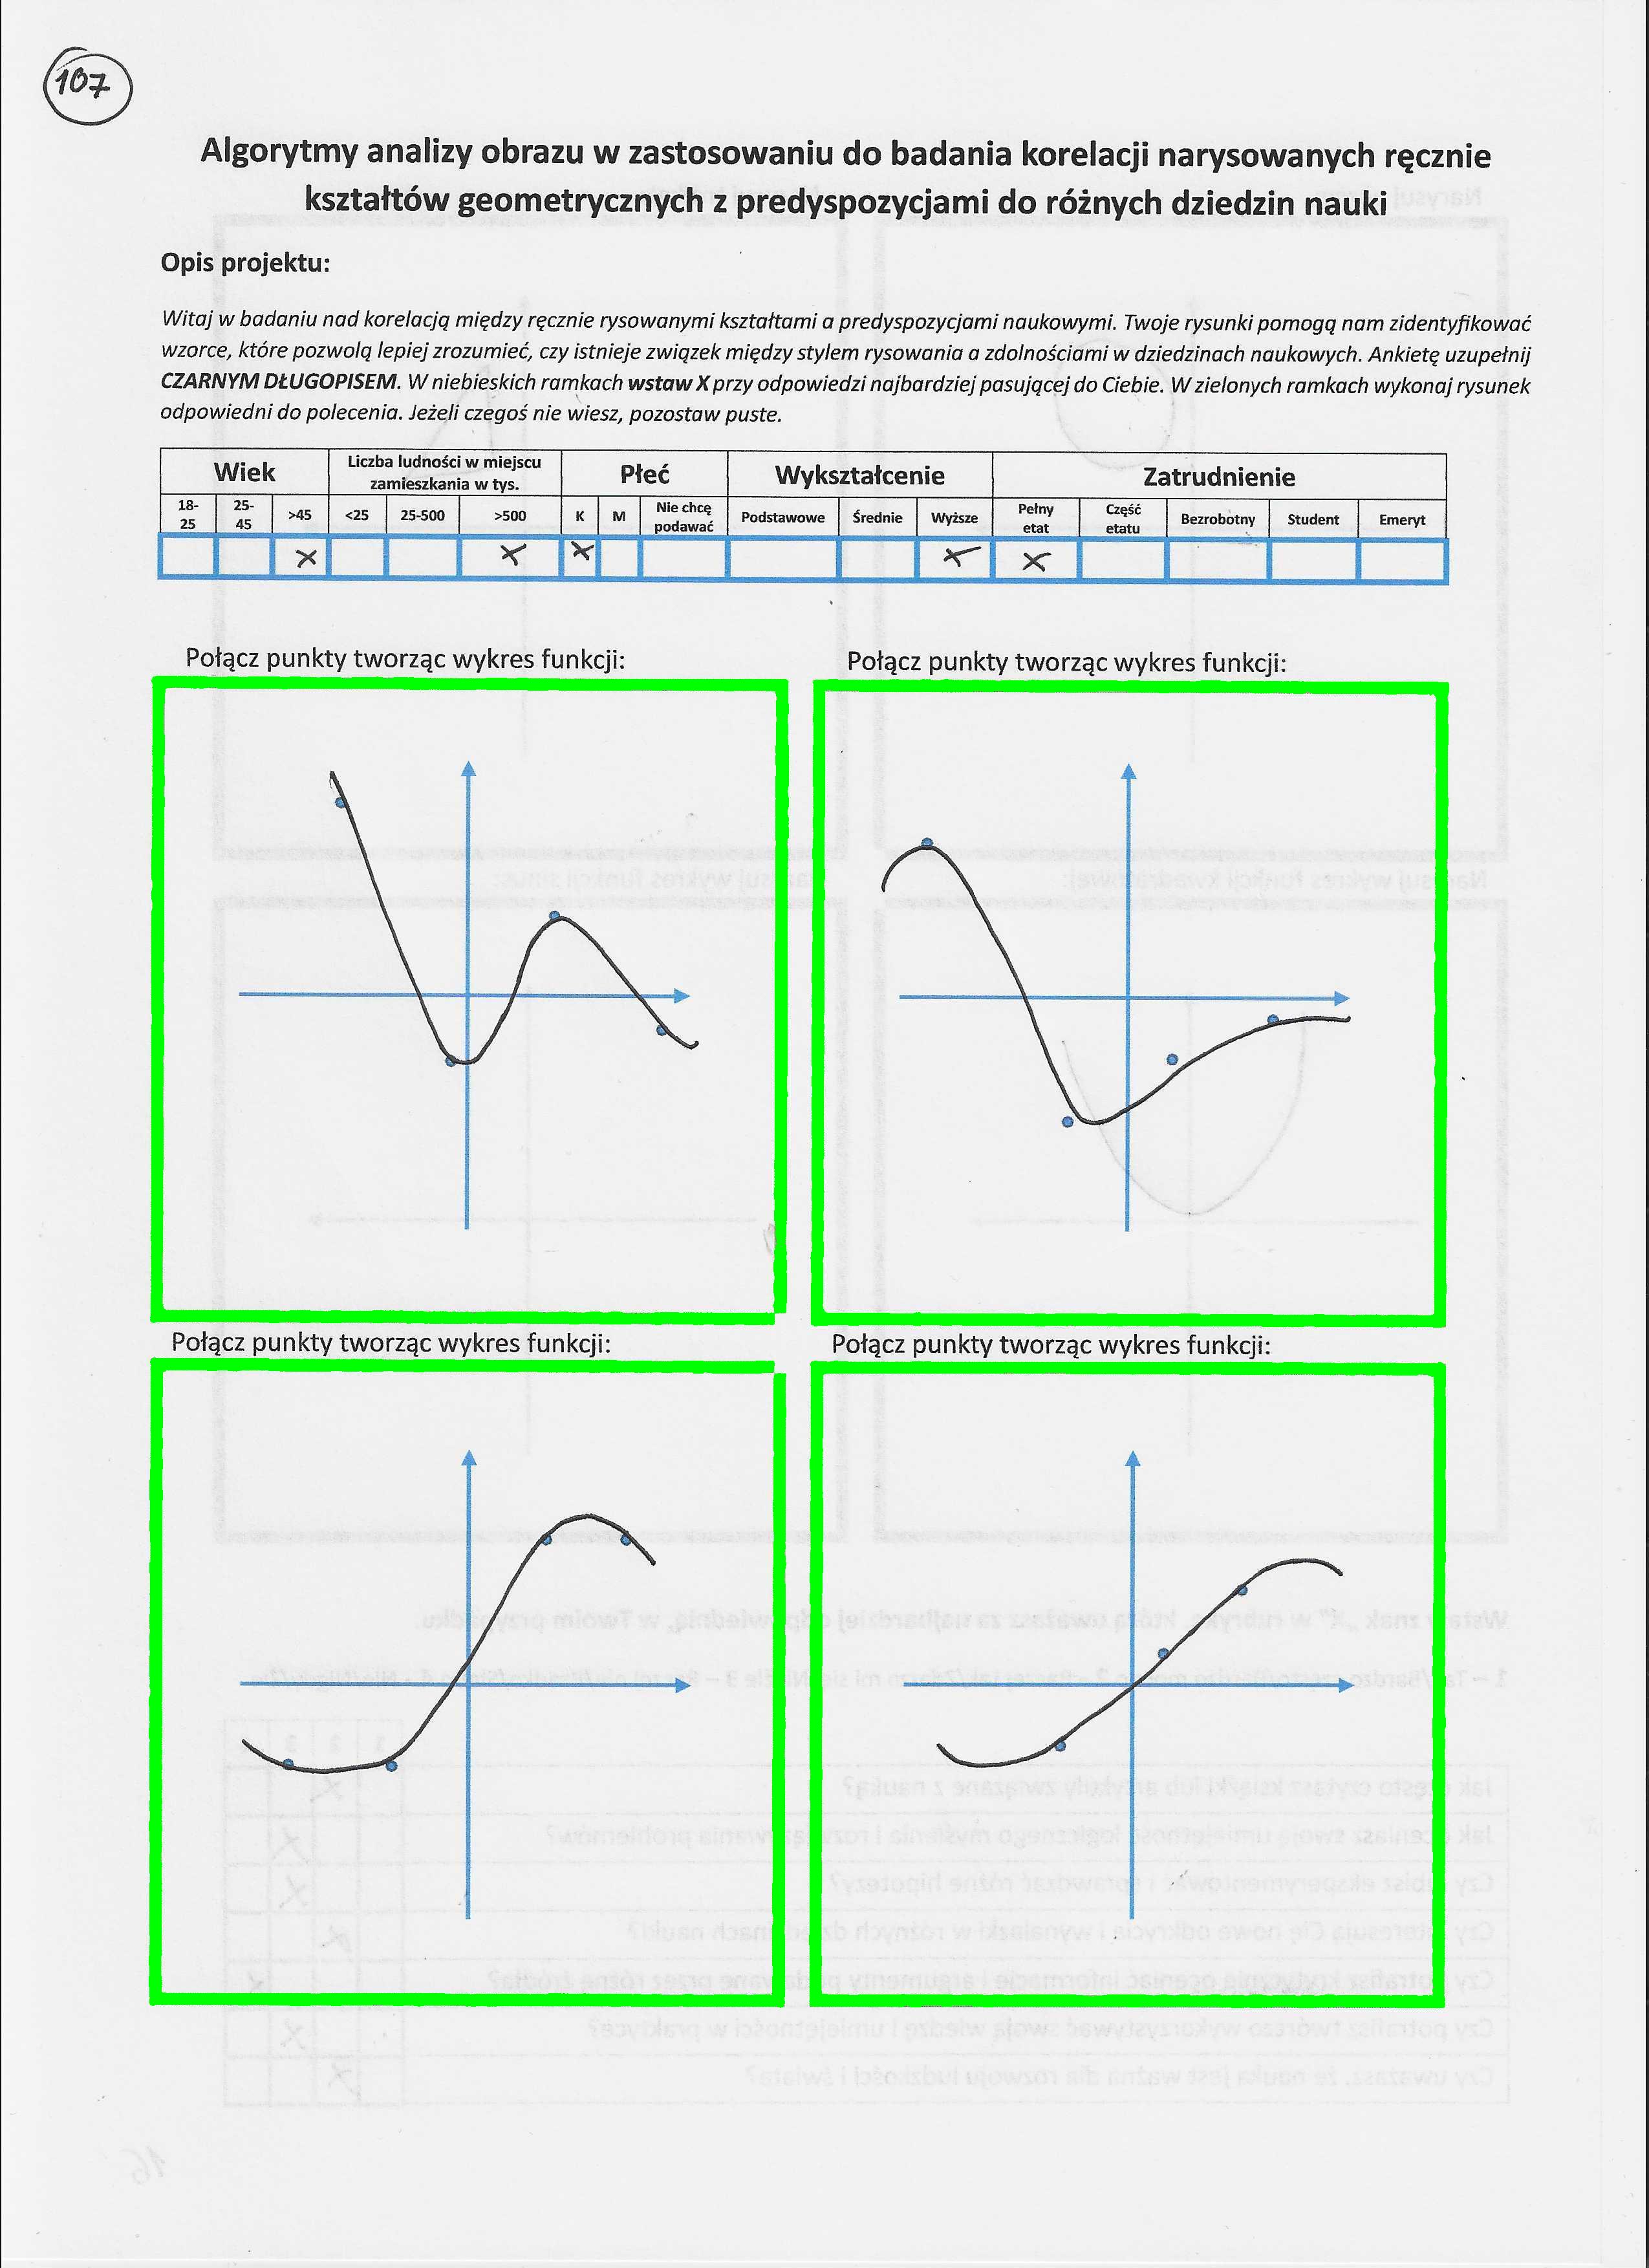 107
Algorytmy analizy obrazu w zastosowaniu do badania korelacji narysowanych ręcznie
kształtów geometrycznych z predyspozycjami do różnych dziedzin nauki
Opis projektu:
Witaj w badaniu nad korelacją między ręcznie rysowanymi kształtami a predyspozycjami naukowymi. Twoje rysunki pomogą nam zidentyfikować
wzorce, które pozwolą lepiej zrozumieć, czy istnieje związek między stylem rysowania a zdolnościami w dziedzinach naukowych. Ankietę uzupełnij
CZARNYM DŁUGOPISEM. W niebieskich ramkach wstaw X przy odpowiedzi najbardziej pasującej do Ciebie. W zielonych ramkach wykonaj rysunek
odpowiedni do polecenia. Jeżeli czegoś nie wiesz, pozostaw puste.
Wiek Liczba ludności w miejscu zamieszkania w tys. Płeć Wykształcenie Zatrudnienie
18-25 25-45 >45 <25 25-500 >500 K M Nie chcę podawać Podstawowe Średnie Wyższe Pełny etat Część etatu Bezrobotny Student Emeryt
X X X X X
Połącz punkty tworząc wykres funkcji: Połącz punkty tworząc wykres funkcji:
Połącz punkty tworząc wykres funkcji: Połącz punkty tworząc wykres funkcji: